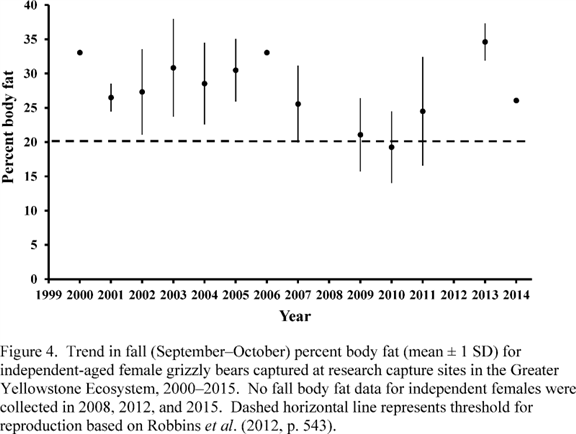 40
35
30
25
20
15
10
5
0
Percent body fat
1999 2000 2001 2002 2003 2004 2005 2006 2007 2008 2009 2010 2011 2012 2013 2014
Year
Figure 4. Trend in fall (September–October) percent body fat (mean ± 1 SD) for
independent-aged female grizzly bears captured at research capture sites in the Greater
Yellowstone Ecosystem, 2000–2015. No fall body fat data for independent females were
collected in 2008, 2012, and 2015. Dashed horizontal line represents threshold for
reproduction based on Robbins et al. (2012, p. 543).